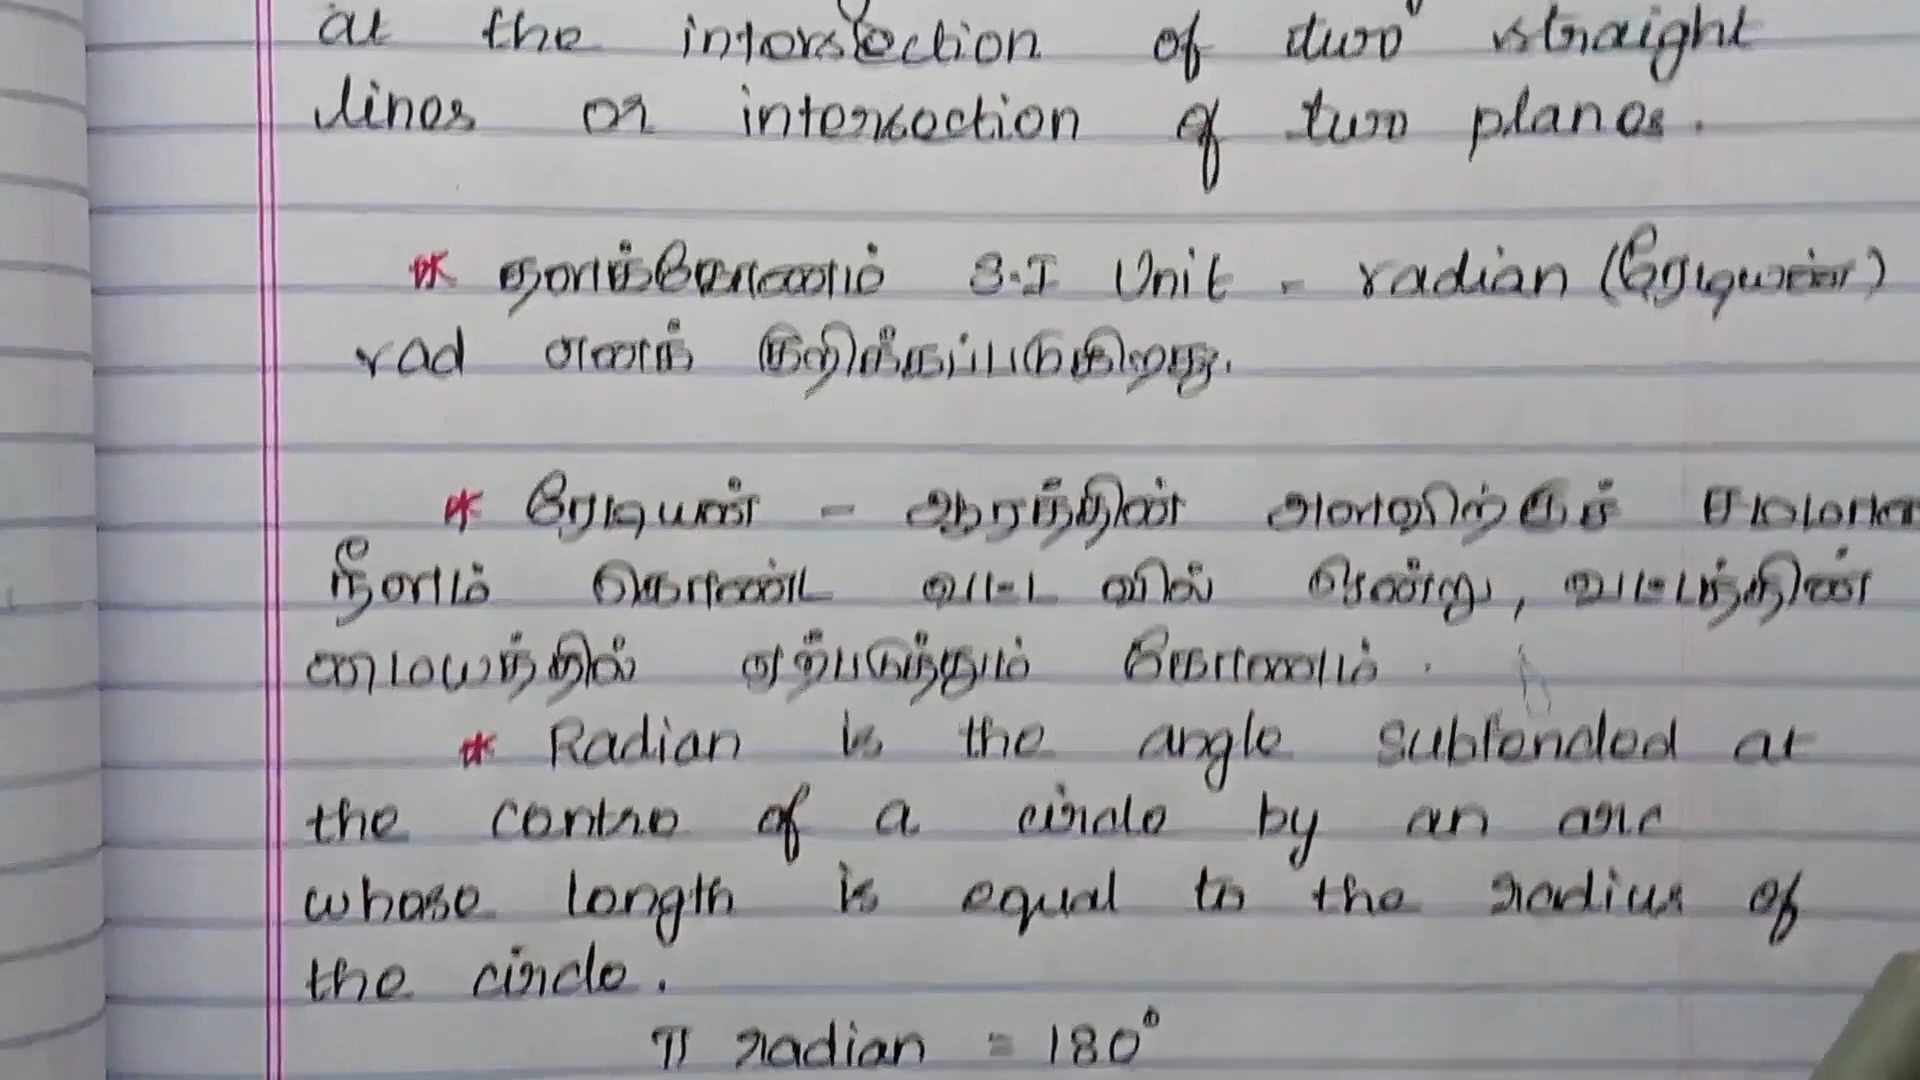 at the intersection of two straight
lines or intersection of two planes.
* தளக்கோணம் S.I Unit - radian (ரேடியன்)
rad எனக் குறிக்கப்படுகிறது.
* ரேடியன் - ஆரத்தின் அளவிற்குச் சமமான
நீளம் கொண்ட வட்ட வில் ஒன்று, வட்டத்தின்
மையத்தில் ஏற்படுத்தும் கோணம்.
* Radian is the angle subtended at
the centre of a circle by an arc
whose length is equal to the radius of
the circle.
π radian = 180°